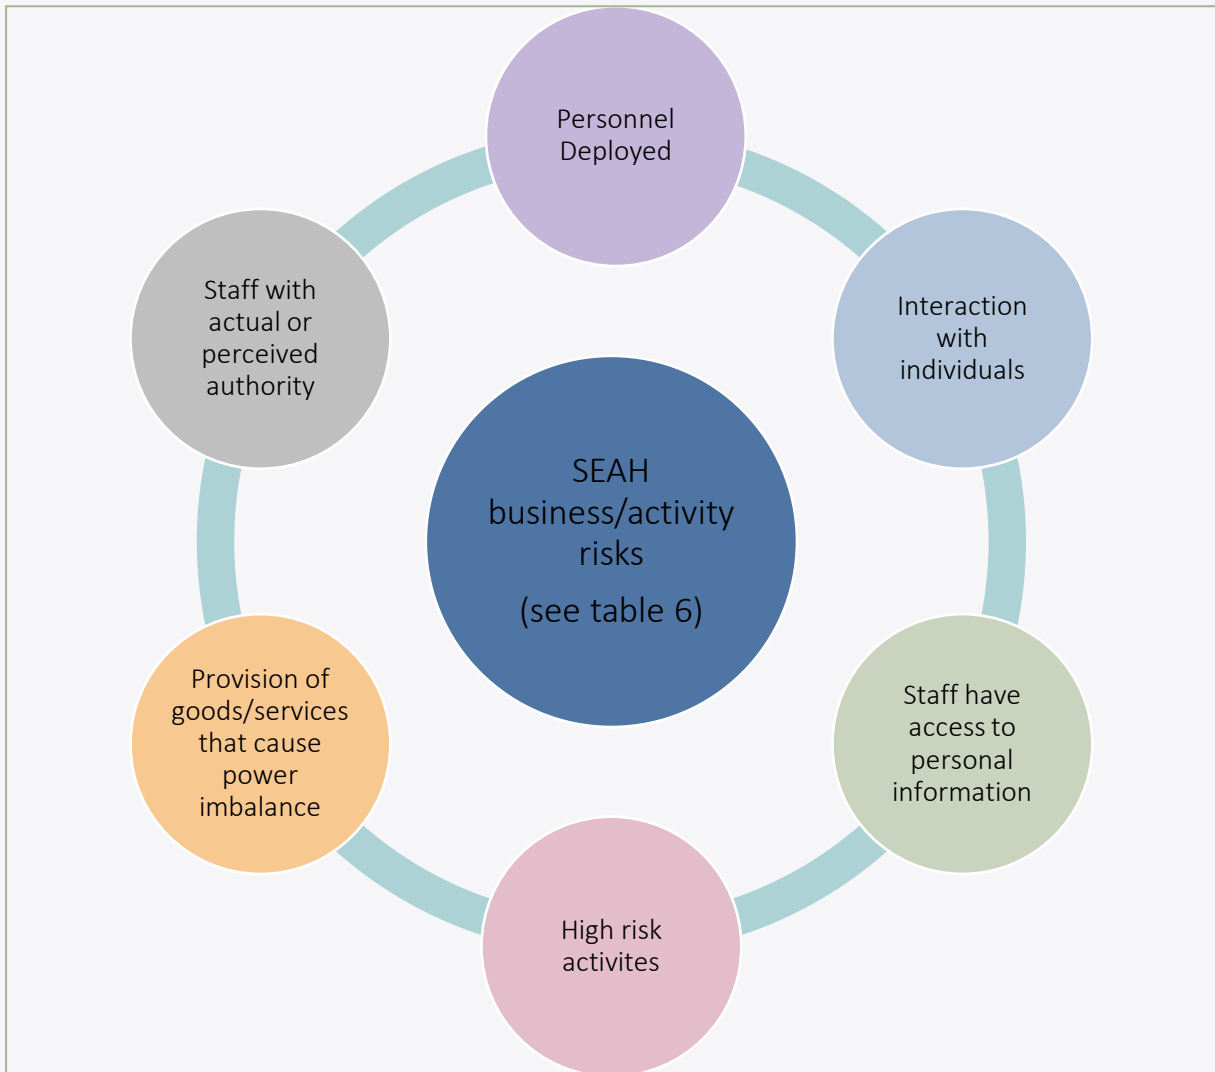 Personnel
Deployed
Interaction
with
individuals
Staff have
access to
personal
information
High risk
activites
Provision of
goods/services
that cause
power
imbalance
Staff with
actual or
perceived
authority
SEAH
business/activity
risks
(see table 6)